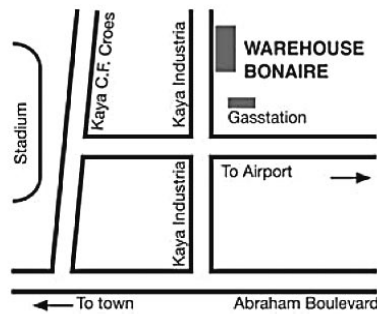 Stadium
Kaya C.F. Croes
Kaya Industria
WAREHOUSE
BONAIRE
Gasstation
Kaya Industria
To Airport
To town
Abraham Boulevard